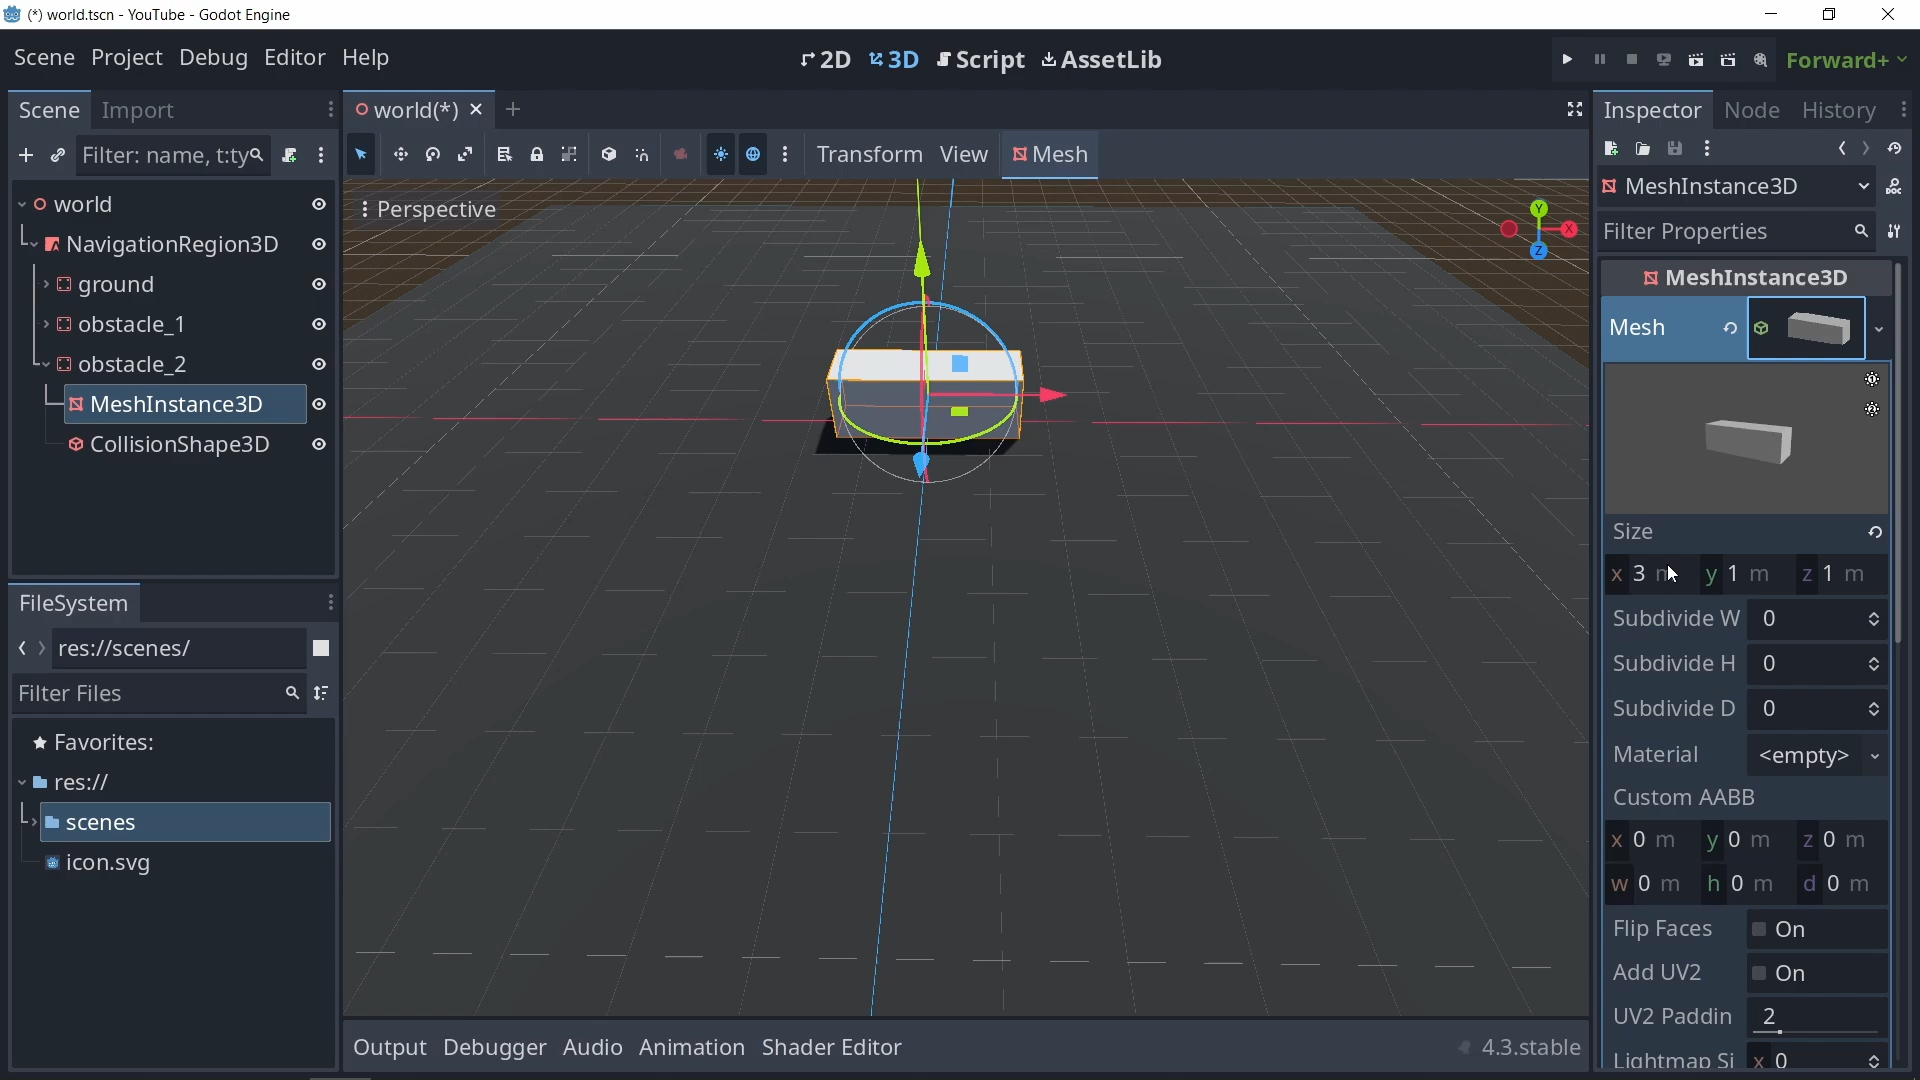 (*) world.tscn - YouTube - Godot Engine
Scene Project Debug Editor Help
2D 3D Script AssetLib
Forward+
Scene Import
world(*)
Inspector Node History
Filter: name, t:ty
Transform View Mesh
MeshInstance3D
Filter Properties
world
NavigationRegion3D
ground
obstacle_1
obstacle_2
MeshInstance3D
CollisionShape3D
Perspective
Y
X
Z
MeshInstance3D
Mesh
Size
x 3 m y 1 m z 1 m
Subdivide W 0
Subdivide H 0
Subdivide D 0
Material <empty>
Custom AABB
x 0 m y 0 m z 0 m
w 0 m h 0 m d 0 m
Flip Faces On
Add UV2 On
UV2 Paddin 2
Lightmap Si x 0
FileSystem
res://scenes/
Filter Files
Favorites:
res://
scenes
icon.svg
Output Debugger Audio Animation Shader Editor
4.3.stable